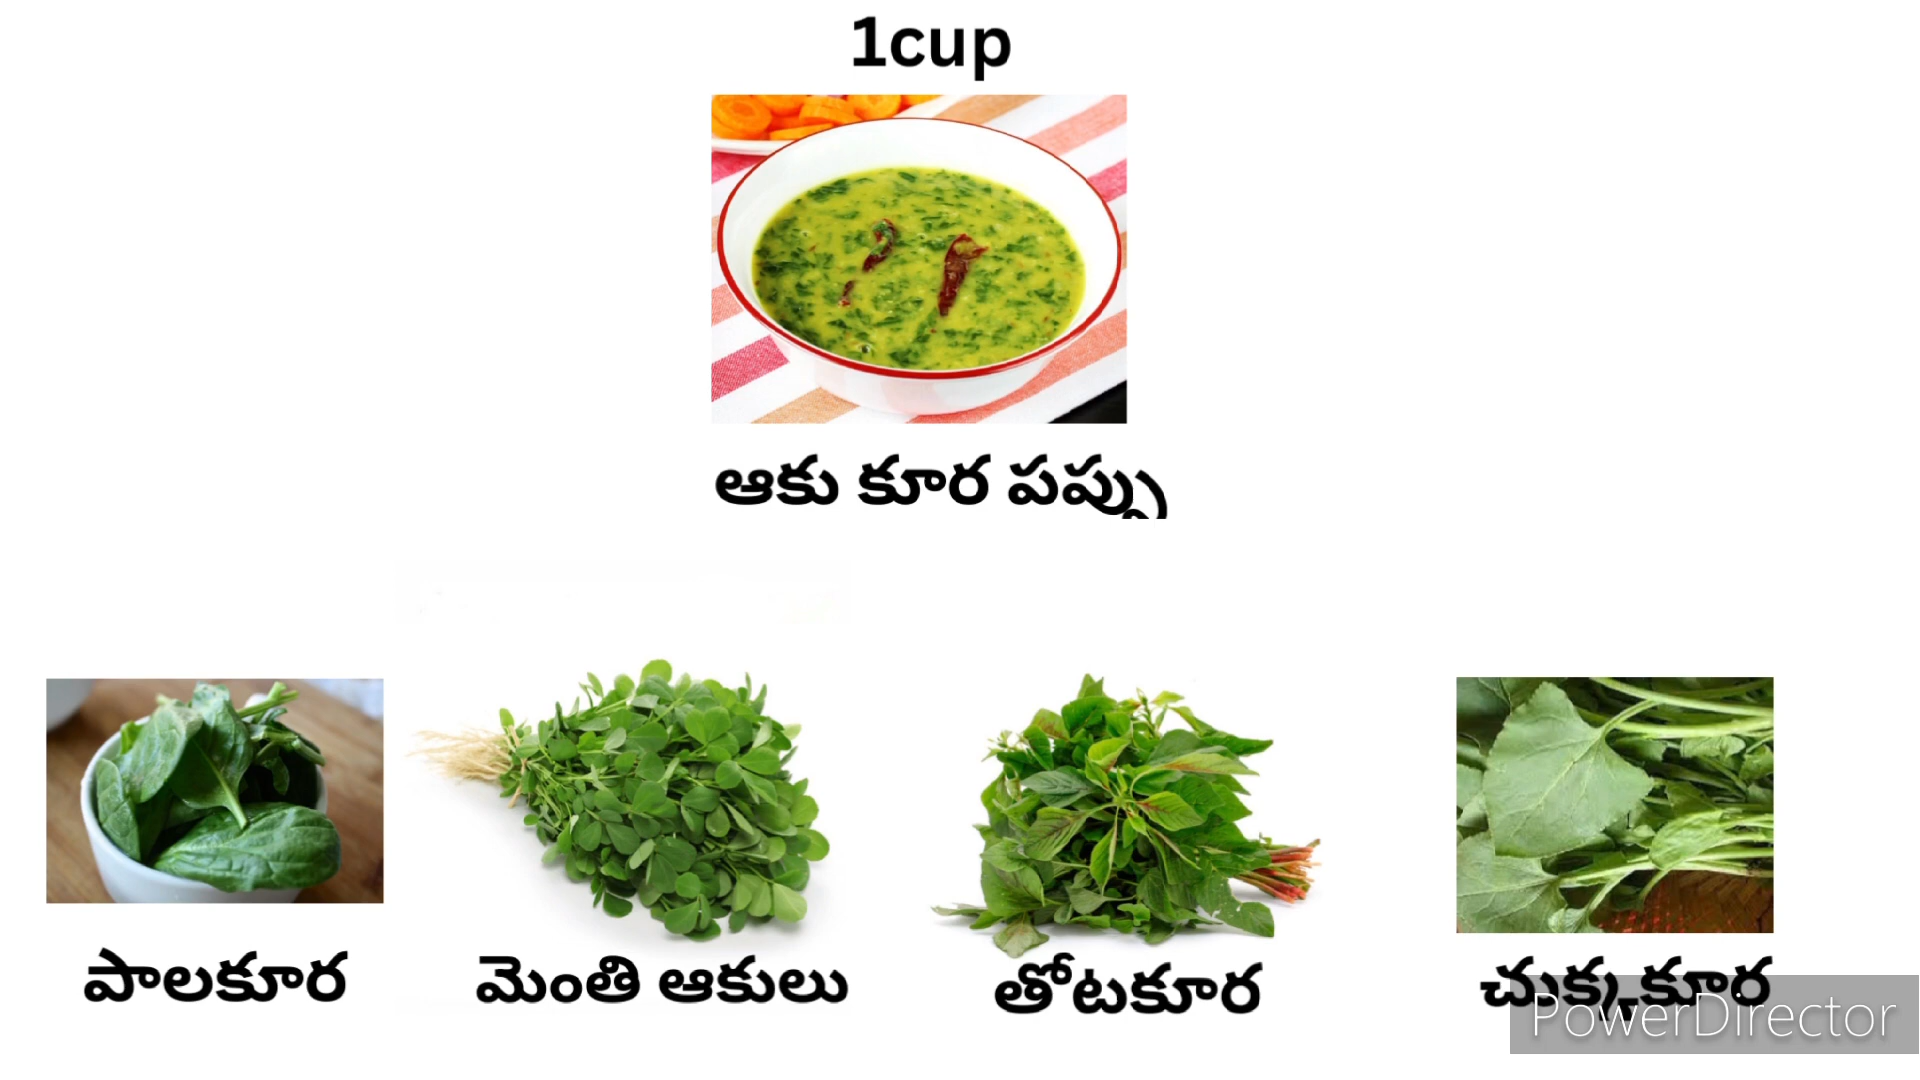 1cup
ఆకు కూర పప్పు
పాలకూర
మెంతి ఆకులు
తోటకూర
చుక్కకూర
PowerDirector